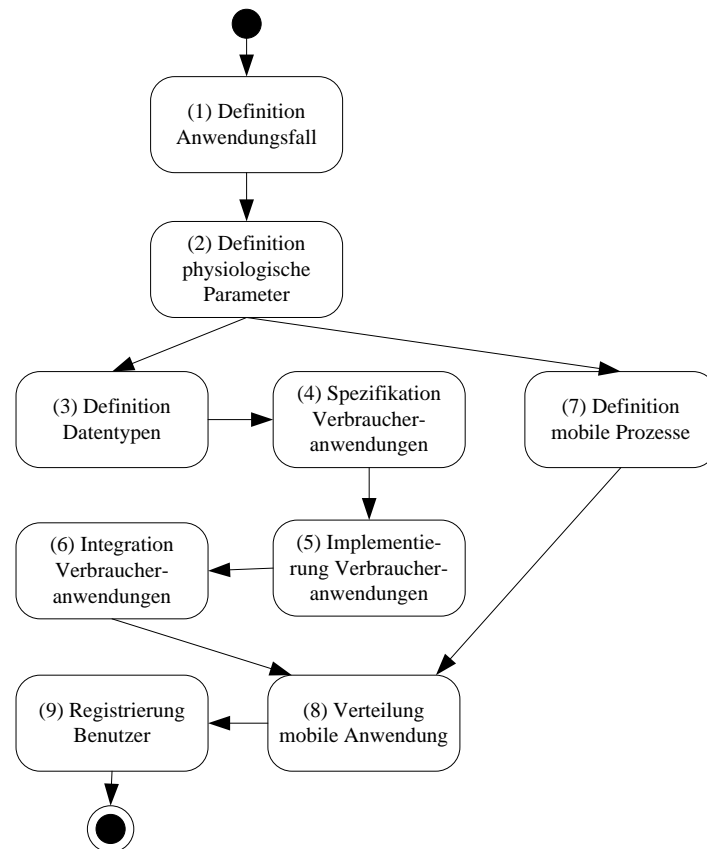 (1) Definition
Anwendungsfall
(2) Definition
physiologische
Parameter
(3) Definition
Datentypen
(4) Spezifikation
Verbraucher-
anwendungen
(7) Definition
mobile Prozesse
(6) Integration
Verbraucher-
anwendungen
(5) Implementie-
rung Verbraucher-
anwendungen
(9) Registrierung
Benutzer
(8) Verteilung
mobile Anwendung